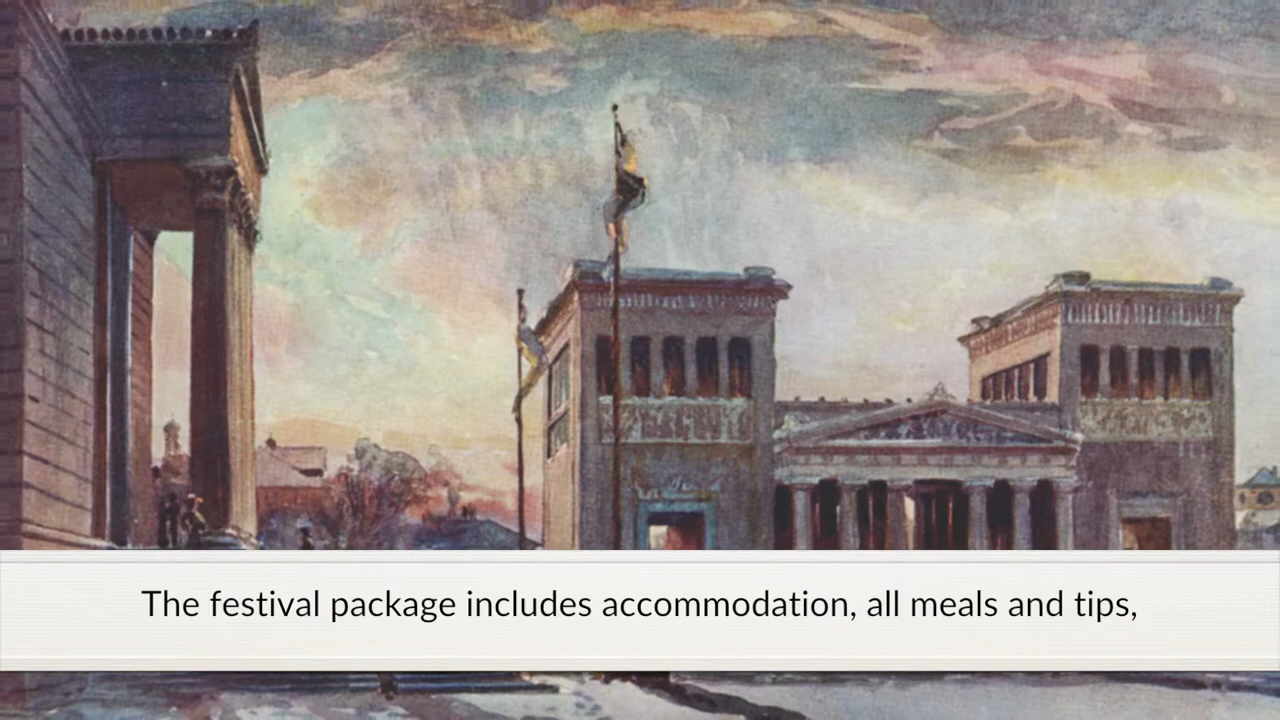 The festival package includes accommodation, all meals and tips,